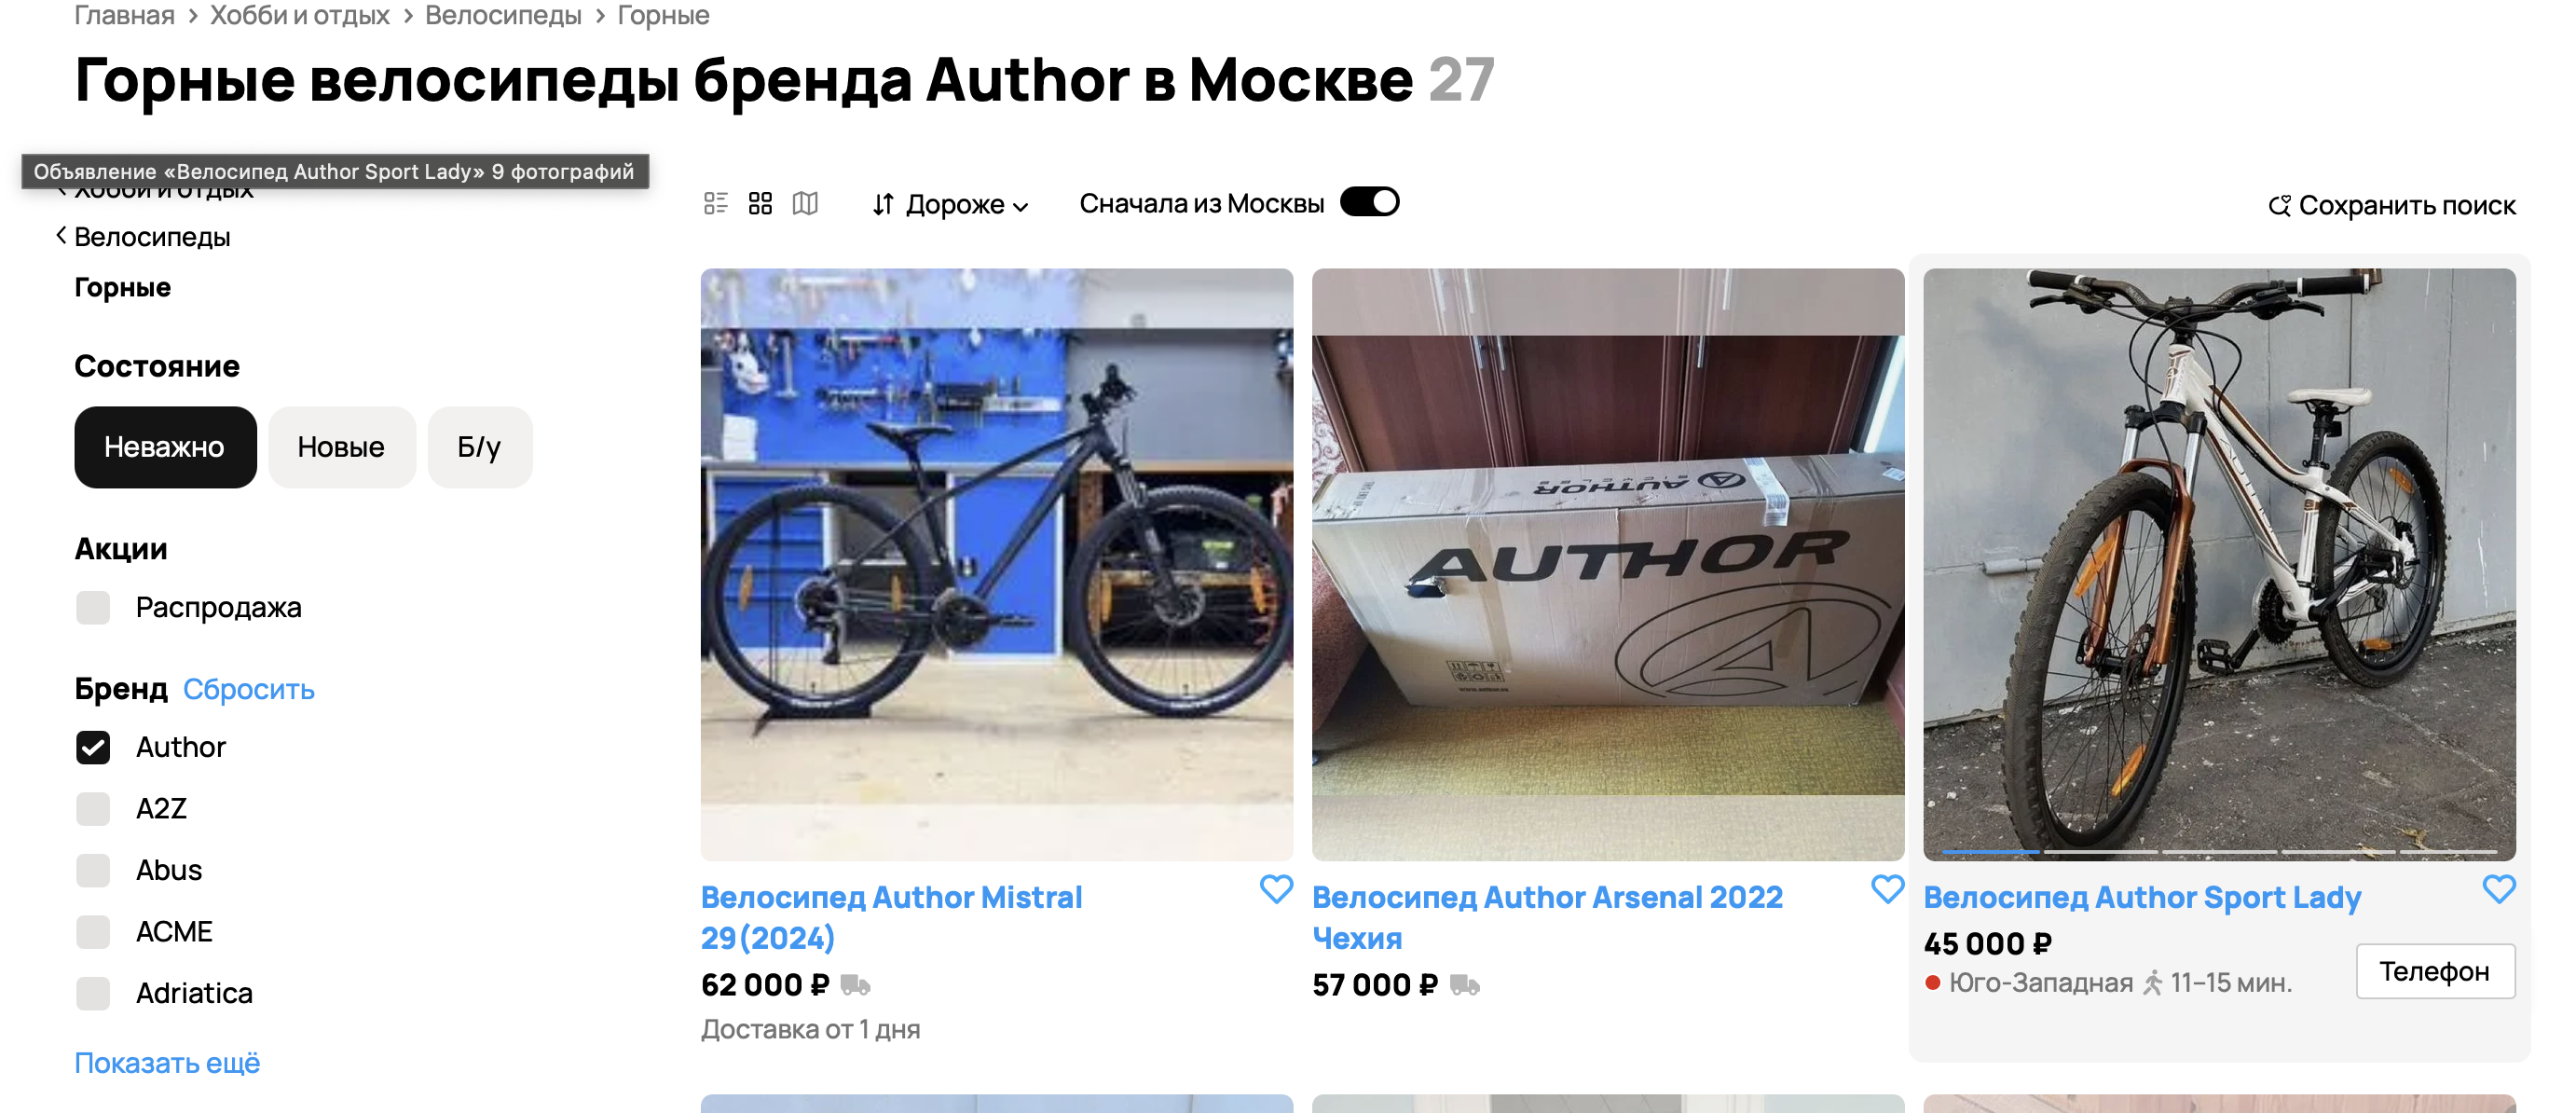 Главная > Хобби и отдых > Велосипеды > Горные
Горные велосипеды бренда Author в Москве 27
Объявление «Велосипед Author Sport Lady» 9 фотографий
Хобби и отдых
Велосипеды
Горные
Состояние
Неважно Новые Б/у
Акции
Распродажа
Бренд Сбросить
Author
A2Z
Abus
ACME
Adriatica
Показать ещё
Дороже Сначала из Москвы Сохранить поиск
AUTHOR
AUTHOR
Велосипед Author Mistral
29(2024)
62 000 ₽
Доставка от 1 дня
Велосипед Author Arsenal 2022
Чехия
57 000 ₽
Велосипед Author Sport Lady
45 000 ₽
Юго-Западная 11–15 мин.
Телефон